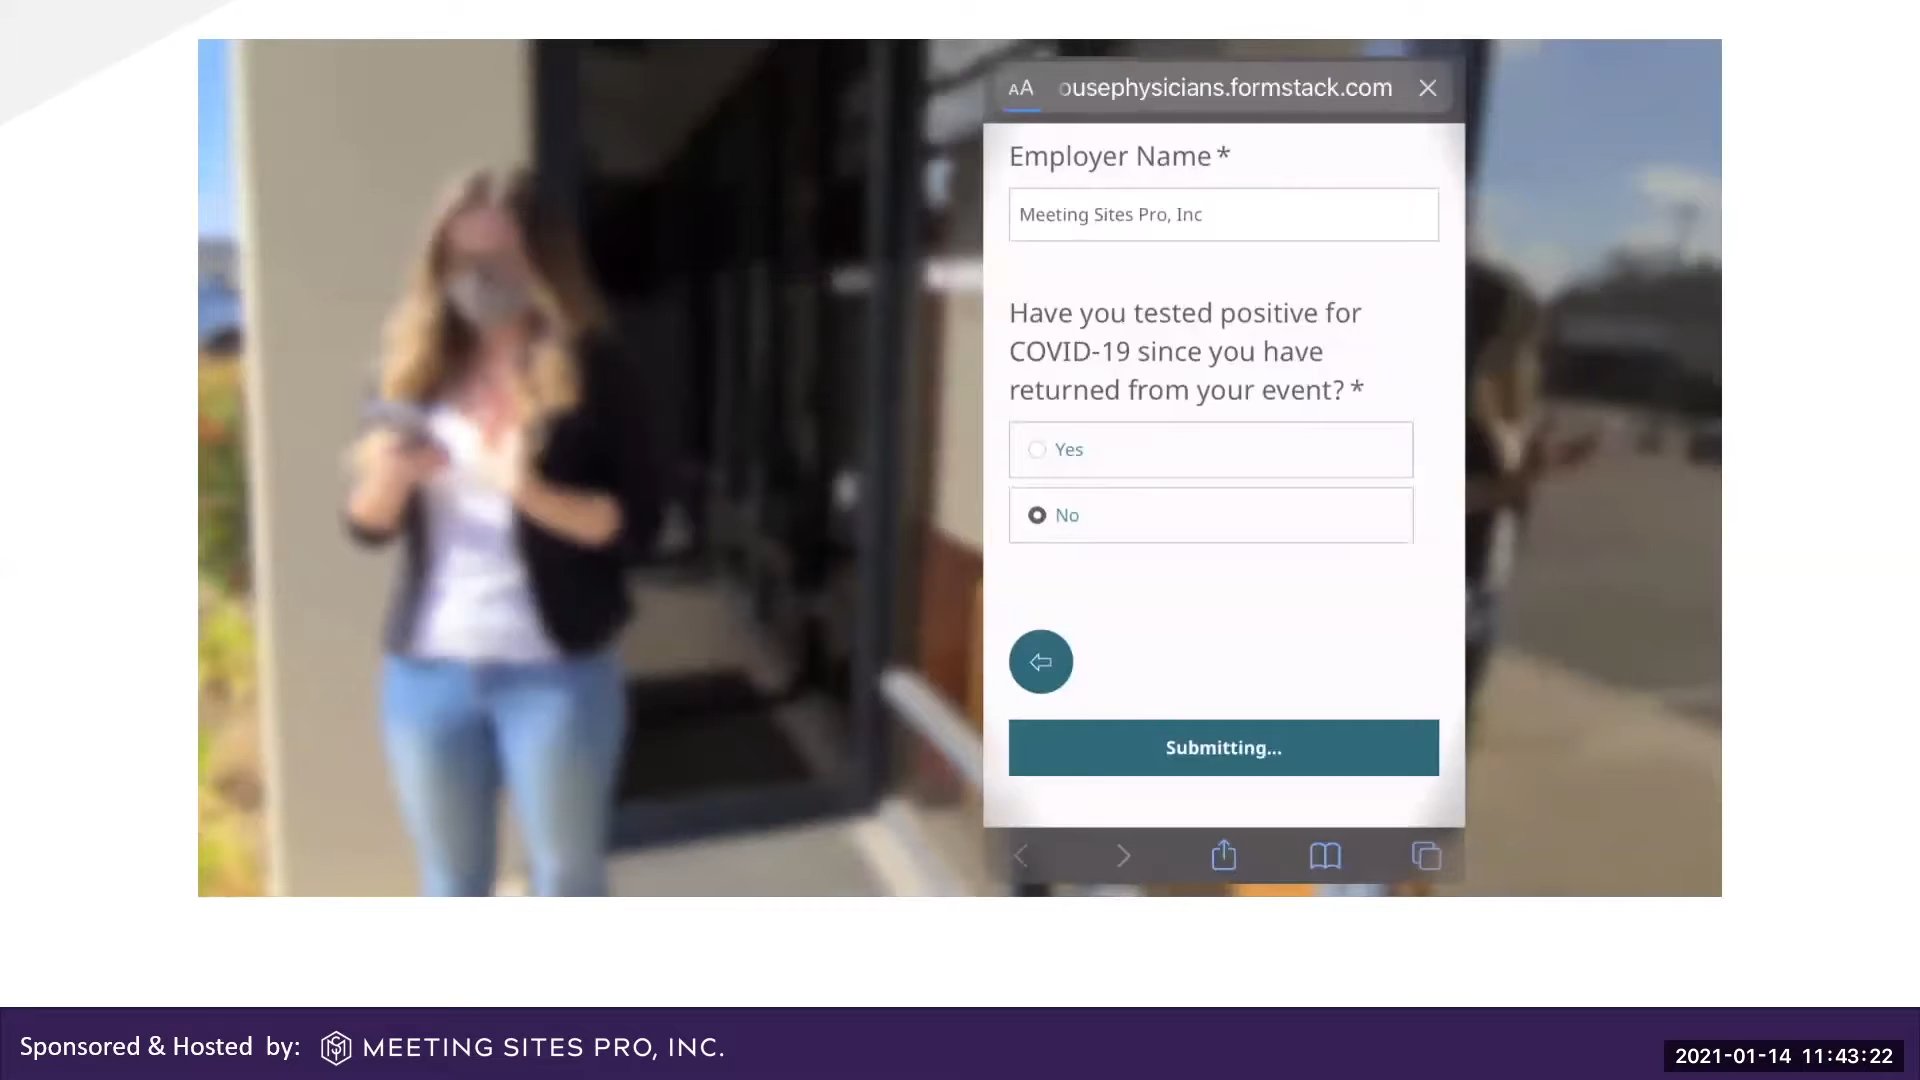 AA ousephysicians.formstack.com
Employer Name *
Meeting Sites Pro, Inc
Have you tested positive for
COVID-19 since you have
returned from your event? *
Yes
No
Submitting...
Sponsored & Hosted by: MEETING SITES PRO, INC.
2021-01-14 11:43:22